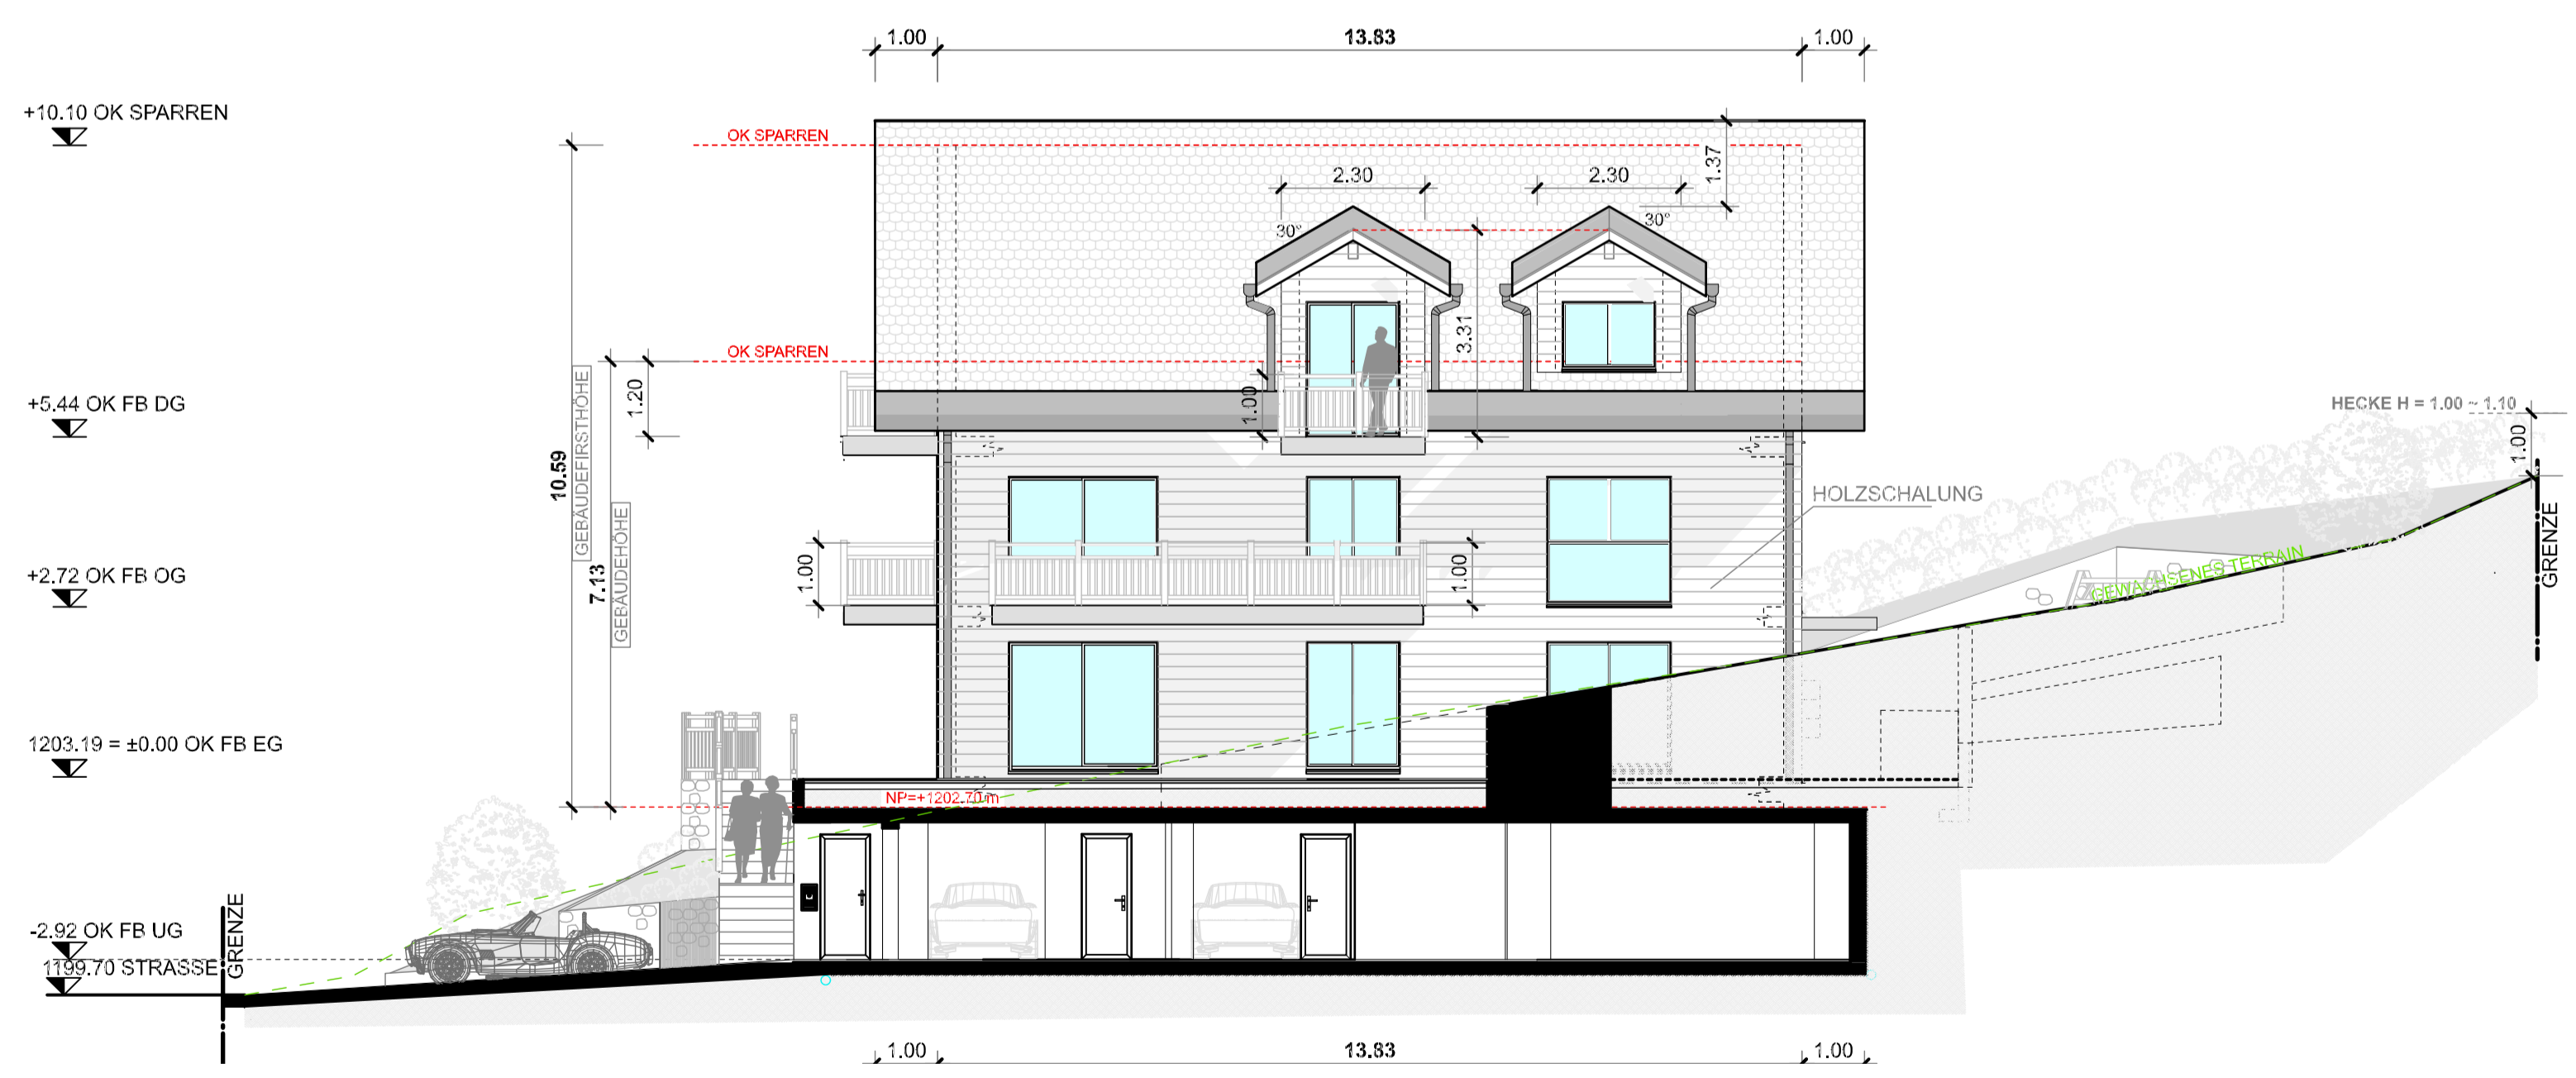 1.00 13.83 1.00
+10.10 OK SPARREN
OK SPARREN
1.37
2.30 2.30
30° 30°
3.31
OK SPARREN
1.20
1.00
+5.44 OK FB DG
HECKE H = 1.00 ~ 1.10
1.00
10.59
GEBÄUDEFIRSTHÖHE
7.13
GEBÄUDEHÖHE
HOLZSCHALUNG
GRENZE
1.00 1.00
+2.72 OK FB OG
GEWACHSENES TERRAIN
1203.19 = ±0.00 OK FB EG
NP=+1202.70 m
-2.92 OK FB UG
GRENZE
1199.70 STRASSE
1.00 13.83 1.00